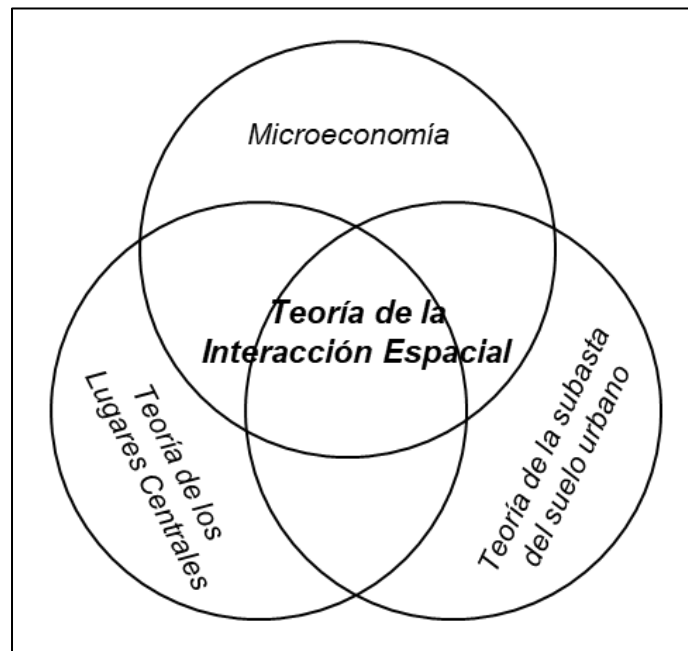 Microeconomía
Teoría de la
Interacción Espacial
Teoría de los
Lugares Centrales
Teoría de la subasta
del suelo urbano